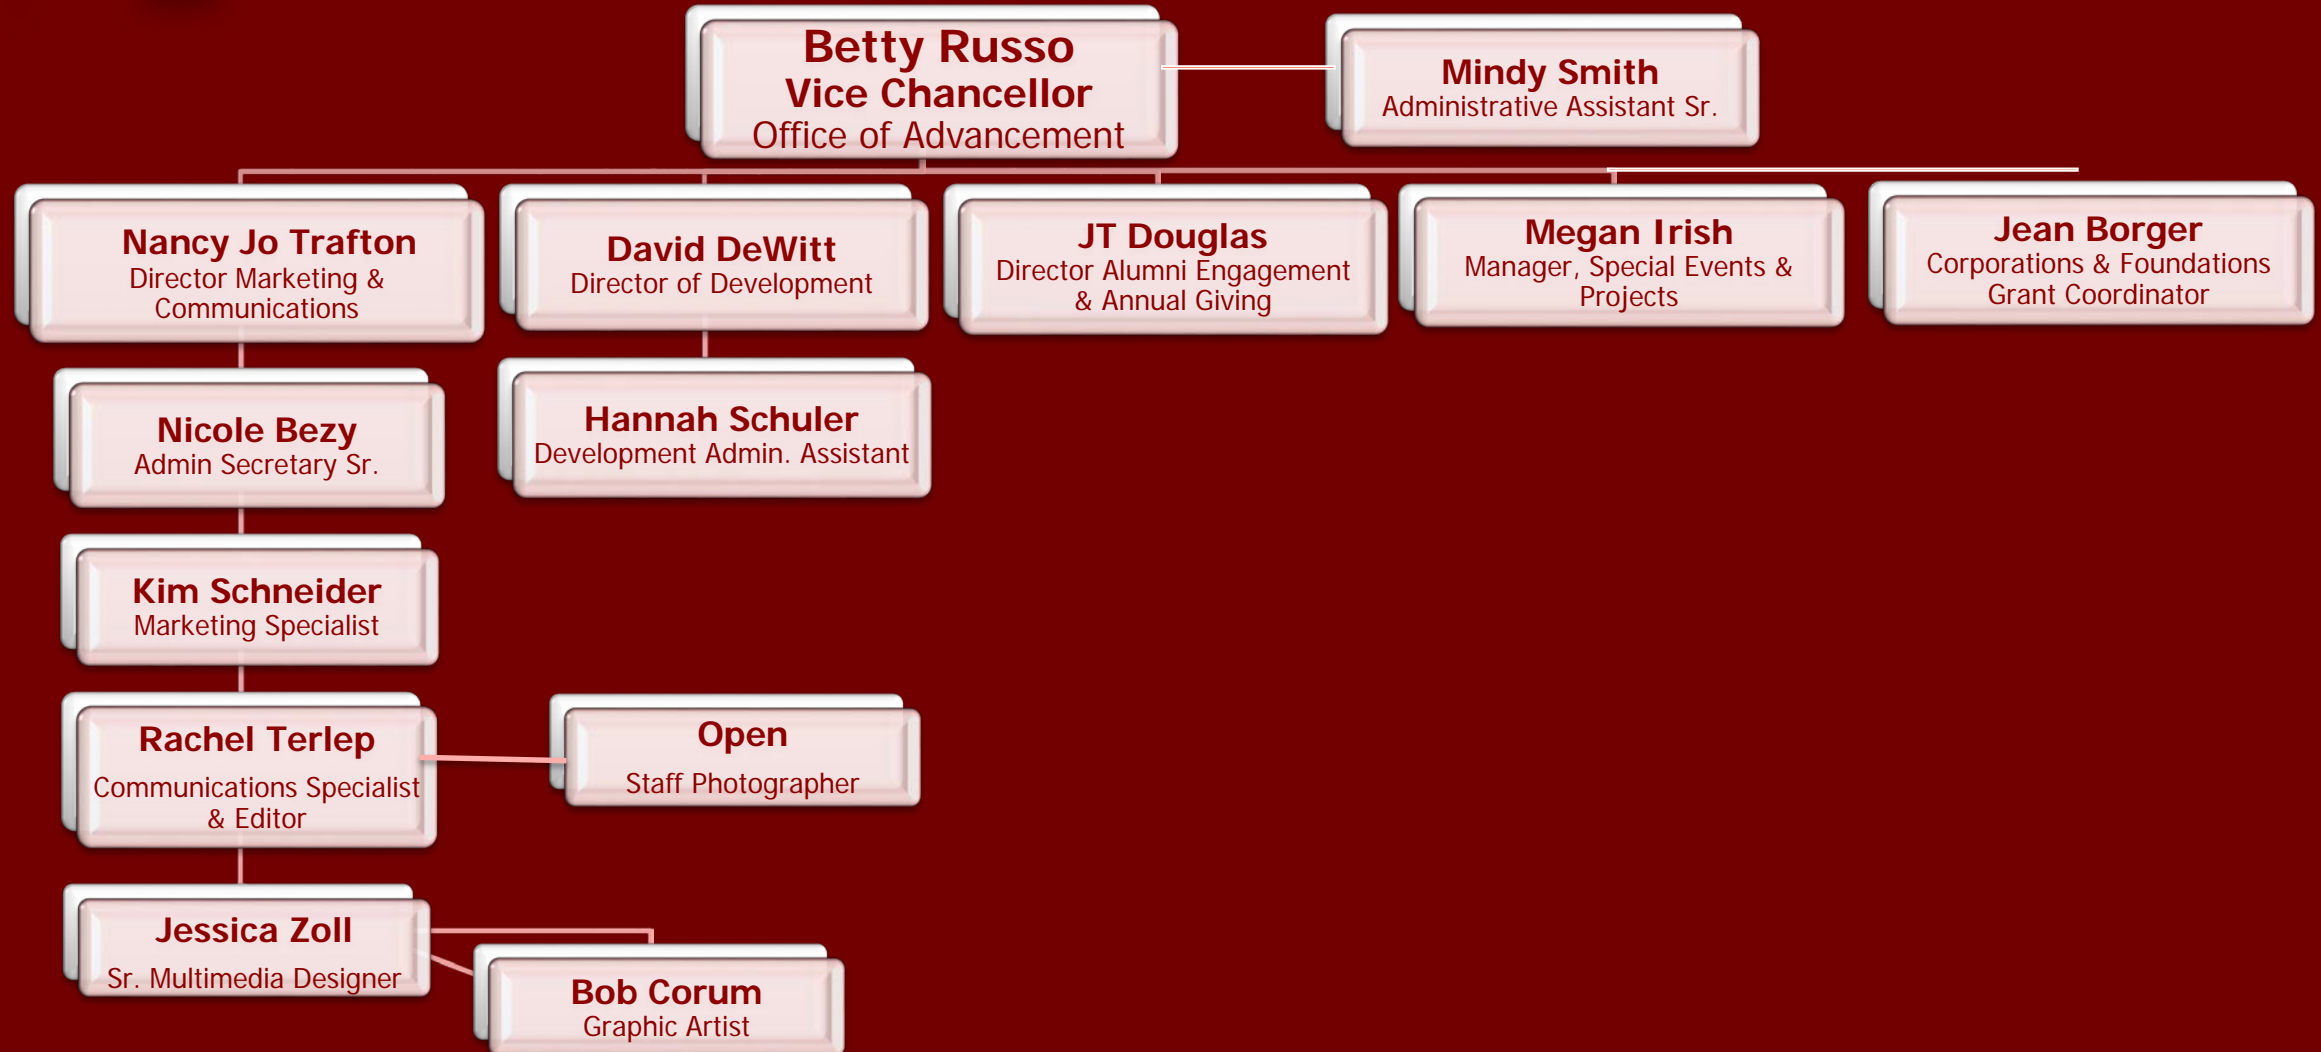 Betty Russo
Vice Chancellor
Office of Advancement
Mindy Smith
Administrative Assistant Sr.
Nancy Jo Trafton
Director Marketing &
Communications
David DeWitt
Director of Development
JT Douglas
Director Alumni Engagement
& Annual Giving
Megan Irish
Manager, Special Events &
Projects
Jean Borger
Corporations & Foundations
Grant Coordinator
Nicole Bezy
Admin Secretary Sr.
Hannah Schuler
Development Admin. Assistant
Kim Schneider
Marketing Specialist
Rachel Terlep
Communications Specialist
& Editor
Open
Staff Photographer
Jessica Zoll
Sr. Multimedia Designer
Bob Corum
Graphic Artist